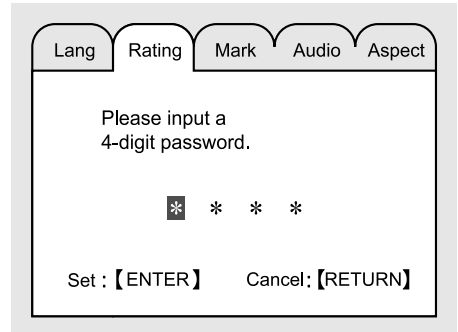 Lang Rating Mark Audio Aspect
Please input a
4-digit password.
* * * *
Set :【ENTER】 Cancel:【RETURN】